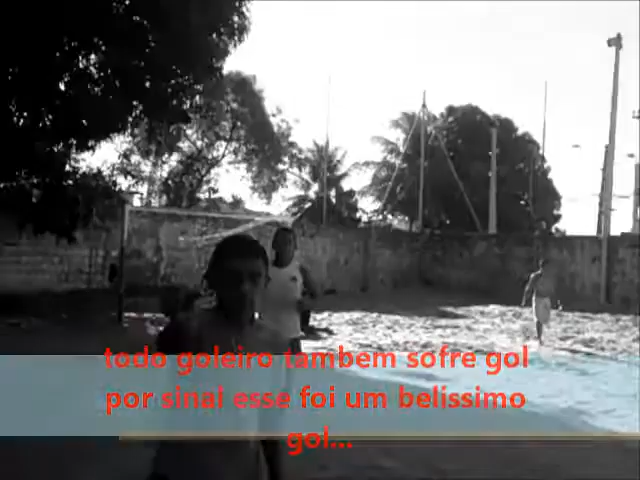 todo goleiro tambem sofre gol
por sinal esse foi um belissimo
gol...